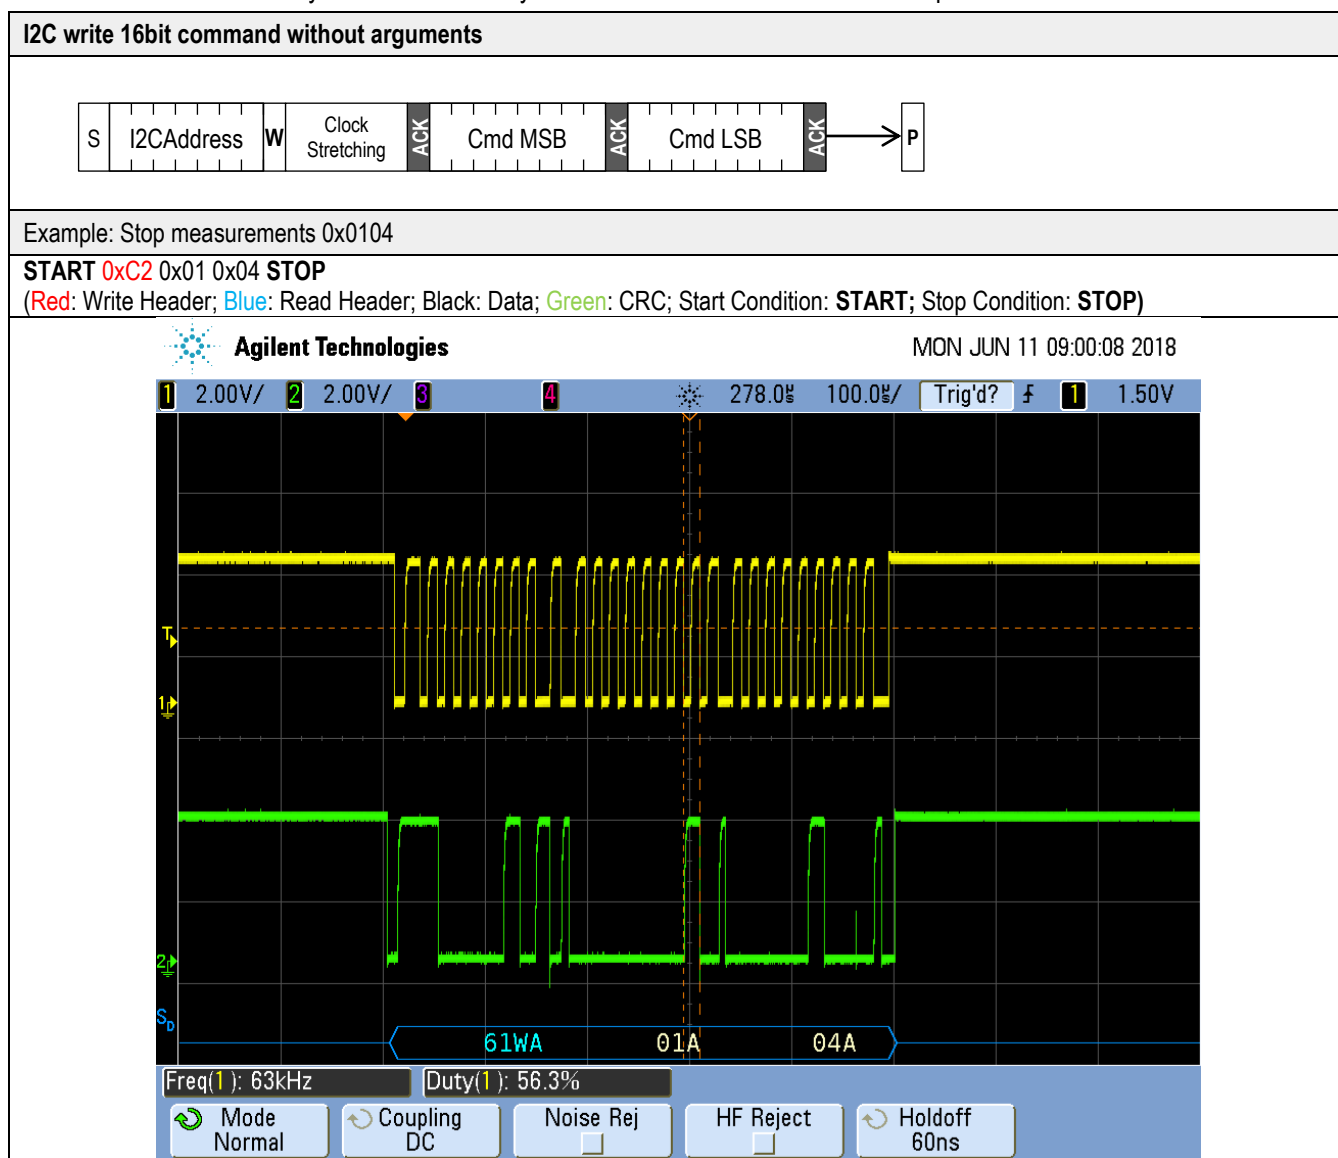 I2C write 16bit command without arguments
S I2CAddress W Clock Stretching ACK Cmd MSB ACK Cmd LSB ACK P
Example: Stop measurements 0x0104
START 0xC2 0x01 0x04 STOP
(Red: Write Header; Blue: Read Header; Black: Data; Green: CRC; Start Condition: START; Stop Condition: STOP)
Agilent Technologies MON JUN 11 09:00:08 2018
1 2.00V/ 2 2.00V/ 3 4 278.0µs 100.0µs/ Trig'd? 1 1.50V
T
1
2
SD
61WA 01A 04A
Freq(1): 63kHz Duty(1): 56.3%
Mode Coupling Noise Rej HF Reject Holdoff
Normal DC 60ns